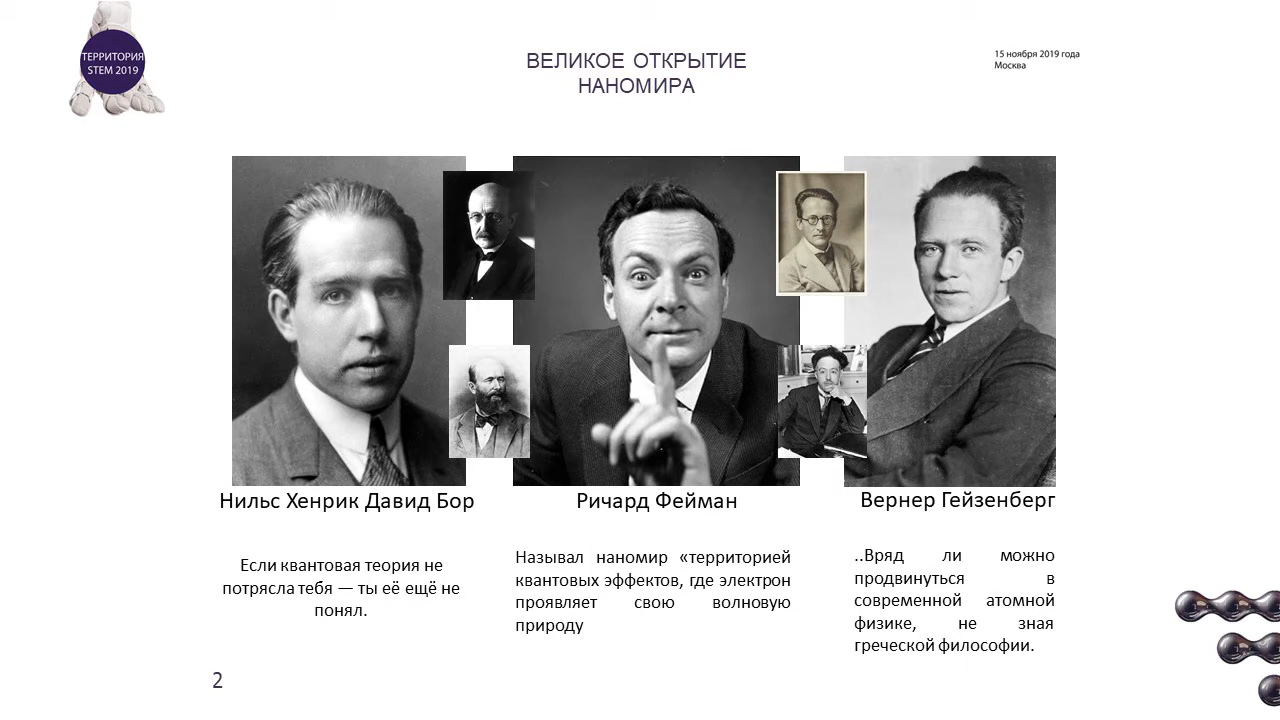 ТЕРРИТОРИЯ
STEM 2019
ВЕЛИКОЕ ОТКРЫТИЕ
НАНОМИРА
15 ноября 2019 года
Москва
Нильс Хенрик Давид Бор
Ричард Фейман
Вернер Гейзенберг
Если квантовая теория не
потрясла тебя — ты её ещё не
понял.
Называл наномир «территорией
квантовых эффектов, где электрон
проявляет свою волновую
природу
..Вряд ли можно
продвинуться в
современной атомной
физике, не зная
греческой философии.
2